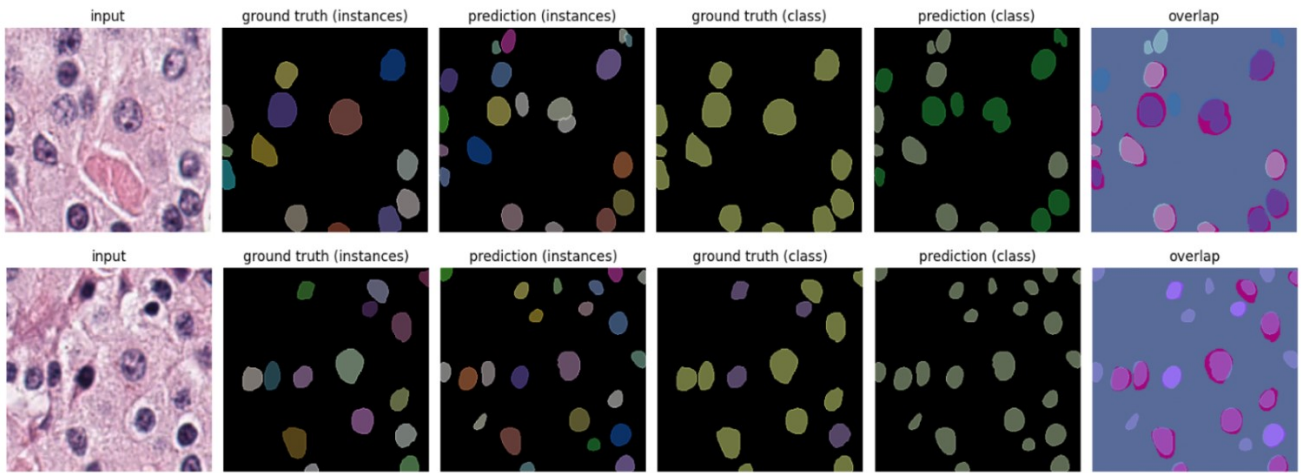 input ground truth (instances) prediction (instances) ground truth (class) prediction (class) overlap
input ground truth (instances) prediction (instances) ground truth (class) prediction (class) overlap